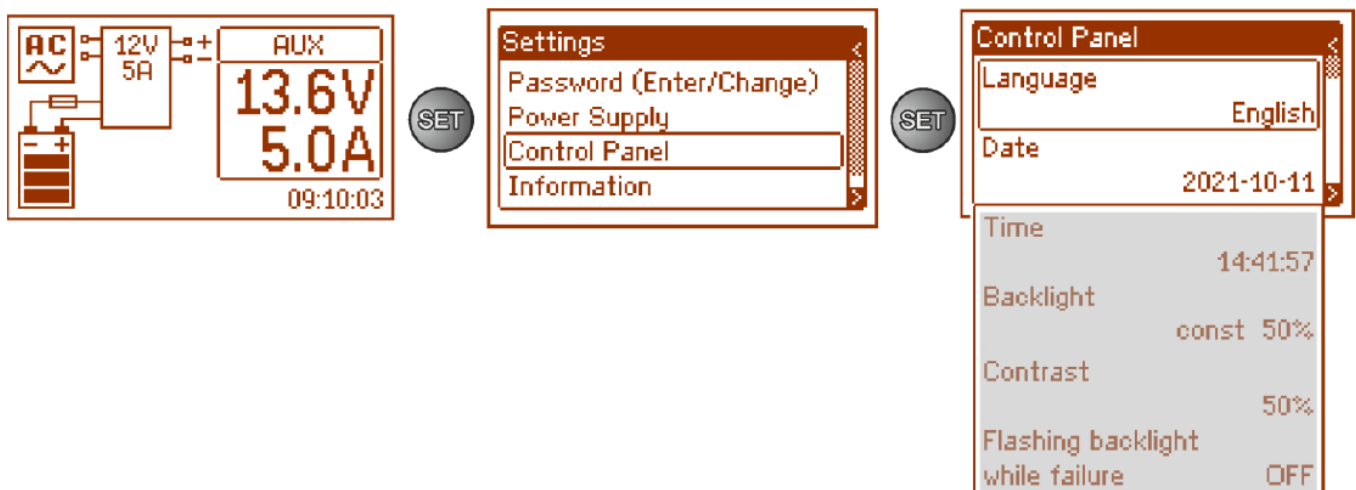 AC
12V
5A
+
-
AUX
13.6V
5.0A
- +
09:10:03
SET
Settings
<
Password (Enter/Change)
Power Supply
Control Panel
Information
>
SET
Control Panel
<
Language
English
Date
2021-10-11
>
Time
14:41:57
Backlight
const 50%
Contrast
50%
Flashing backlight
while failure OFF